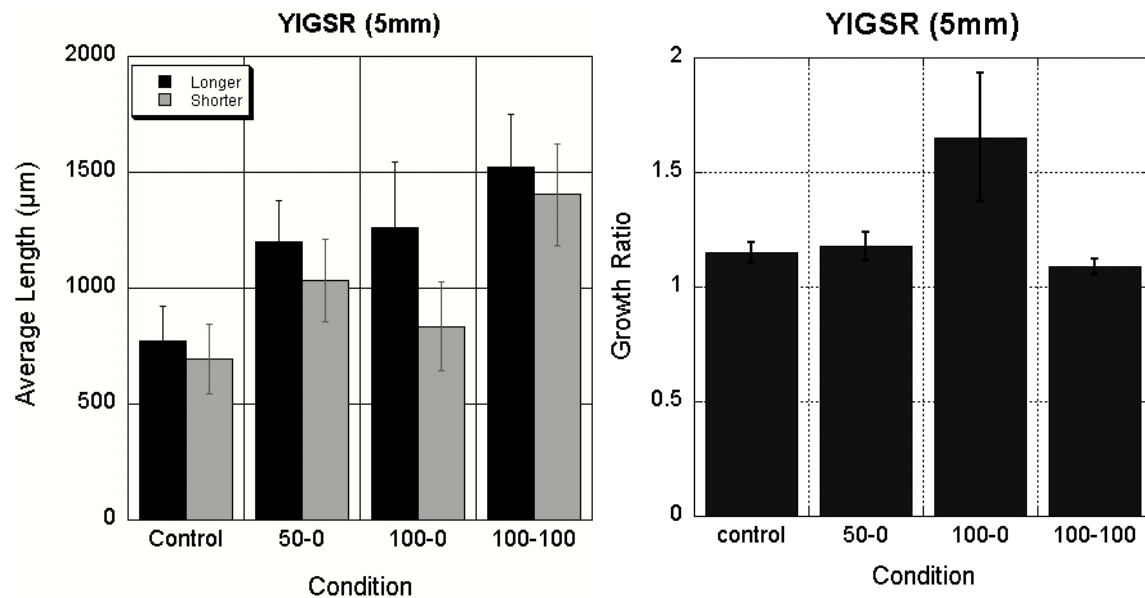 YIGSR (5mm)
Longer
Shorter
2000
1500
1000
500
0
Average Length (µm)
Control 50-0 100-0 100-100
Condition
YIGSR (5mm)
2
1.5
1
0.5
0
Growth Ratio
control 50-0 100-0 100-100
Condition